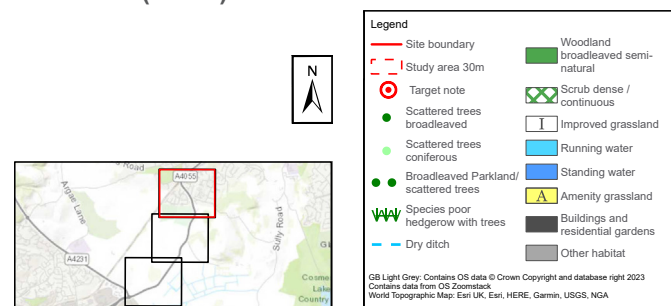 N
Legend
Site boundary
Study area 30m
Target note
Scattered trees
broadleaved
Scattered trees
coniferous
Broadleaved Parkland/
scattered trees
Species poor
hedgerow with trees
Dry ditch
Woodland
broadleaved semi-
natural
Scrub dense /
continuous
I Improved grassland
Running water
Standing water
A Amenity grassland
Buildings and
residential gardens
Other habitat
GB Light Grey: Contains OS data © Crown Copyright and database right 2023
Contains data from OS Zoomstack
World Topographic Map: Esri UK, Esri, HERE, Garmin, USGS, NGA
Road
A4055
Argae Lane
Sully Road
A4231
Cosme
Lake
Country